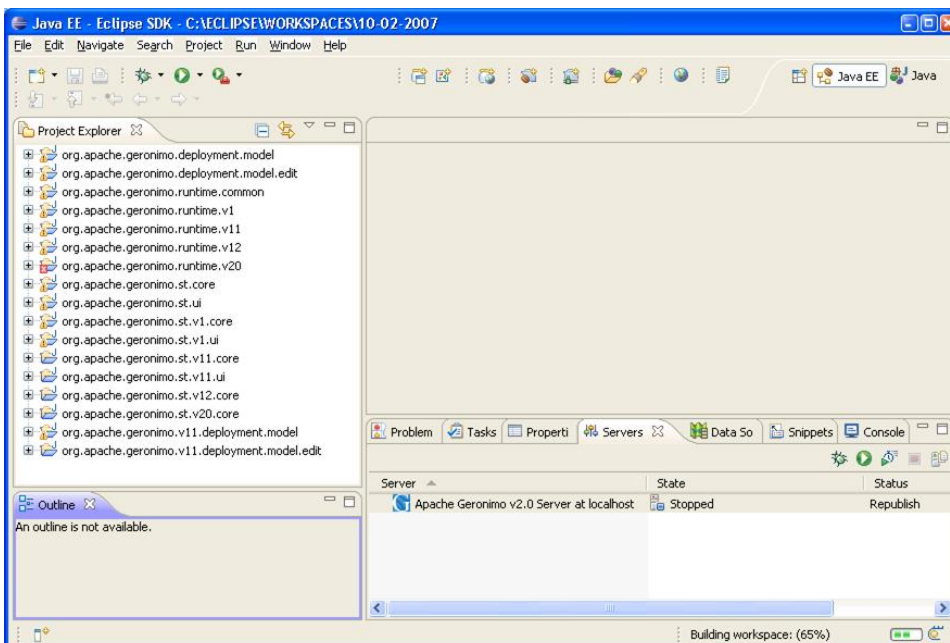 Java EE - Eclipse SDK - C:\ECLIPSE\WORKSPACES\10-02-2007
File Edit Navigate Search Project Run Window Help
Java EE Java
Project Explorer
org.apache.geronimo.deployment.model
org.apache.geronimo.deployment.model.edit
org.apache.geronimo.runtime.common
org.apache.geronimo.runtime.v1
org.apache.geronimo.runtime.v11
org.apache.geronimo.runtime.v12
org.apache.geronimo.runtime.v20
org.apache.geronimo.st.core
org.apache.geronimo.st.ui
org.apache.geronimo.st.v1.core
org.apache.geronimo.st.v1.ui
org.apache.geronimo.st.v11.core
org.apache.geronimo.st.v11.ui
org.apache.geronimo.st.v12.core
org.apache.geronimo.st.v20.core
org.apache.geronimo.v11.deployment.model
org.apache.geronimo.v11.deployment.model.edit
Outline
An outline is not available.
Problem Tasks Properti Servers Data So Snippets Console
Server State Status
Apache Geronimo v2.0 Server at localhost Stopped Republish
Building workspace: (65%)